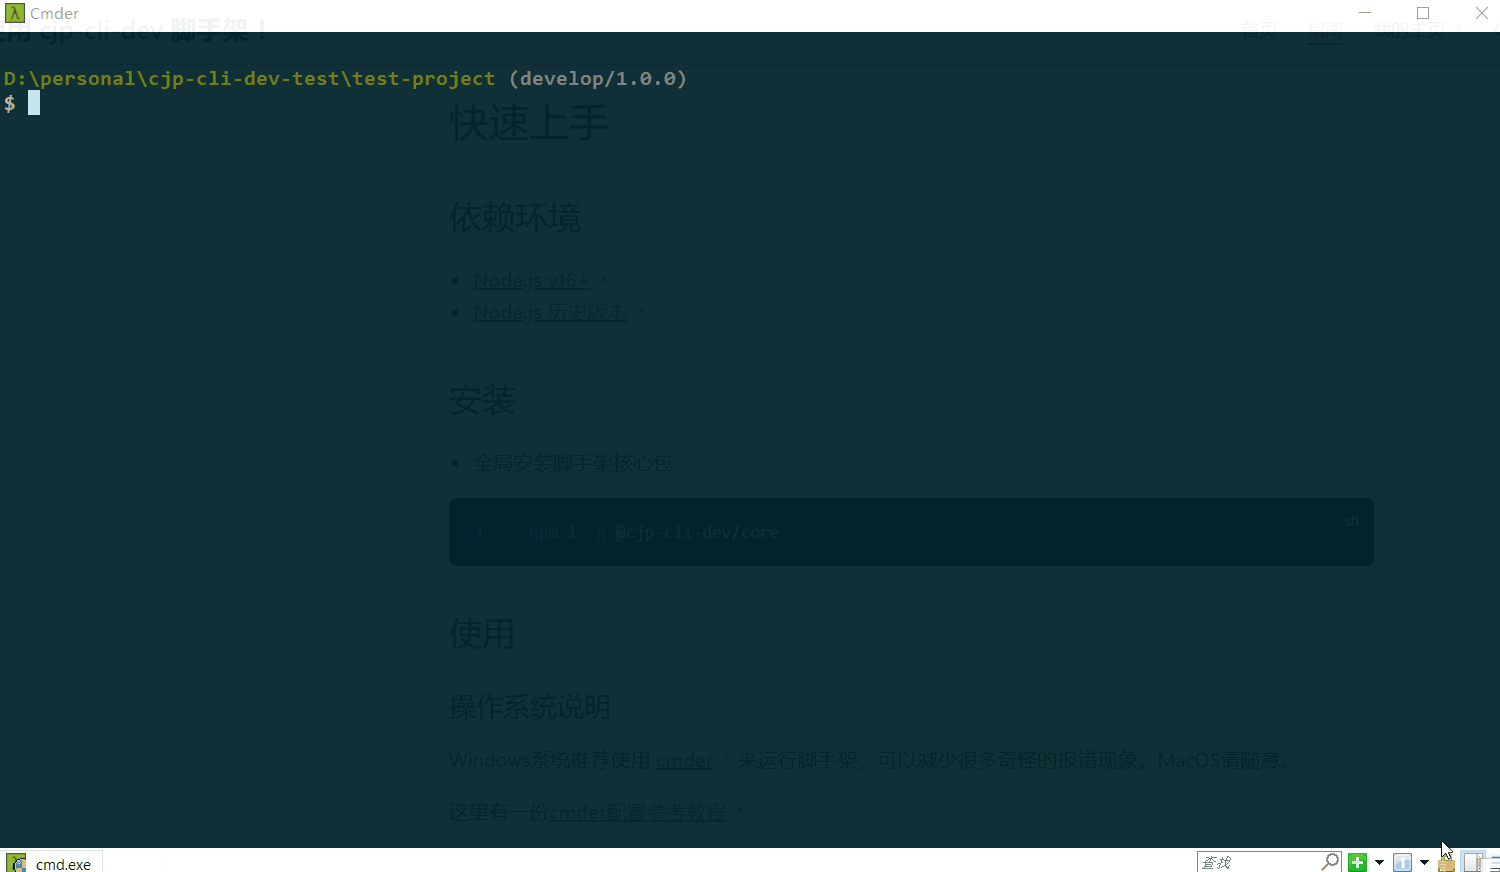 Cmder
用 cjp-cli-dev 脚手架！
首页 指南 我的主页
D:\personal\cjp-cli-dev-test\test-project (develop/1.0.0)
$
快速上手
依赖环境
Node.js v16+
Node.js 历史版本
安装
全局安装脚手架核心包
sh
1 npm i -g @cjp-cli-dev/core
使用
操作系统说明
Windows系统推荐使用 cmder 来运行脚手架，可以减少很多奇怪的报错现象。MacOS请随意。
这里有一份cmder配置参考教程
cmd.exe
查找